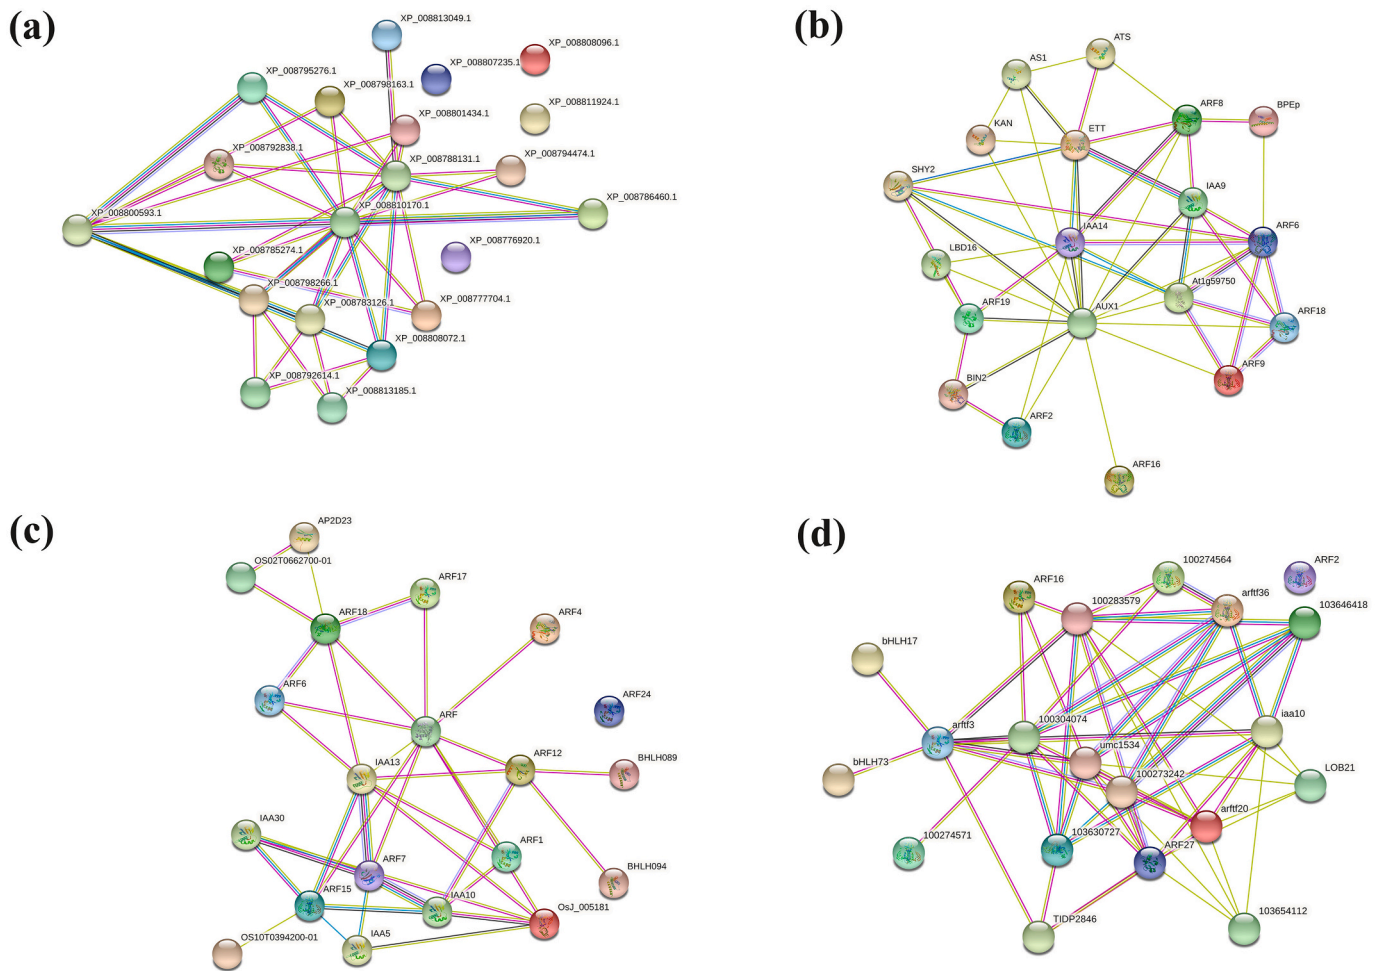 (a)
XP_008813049.1
XP_008808096.1
XP_008807235.1
XP_008795276.1
XP_008798163.1
XP_008811924.1
XP_008801434.1
XP_008792838.1
XP_008788131.1
XP_008794474.1
XP_008786460.1
XP_008800593.1
XP_008810170.1
XP_008785274.1
XP_008776920.1
XP_008798266.1
XP_008783126.1
XP_008777704.1
XP_008808072.1
XP_008792614.1
XP_008813185.1
(b)
ATS
AS1
ARF8
BPEp
KAN
ETT
SHY2
IAA9
IAA14
ARF6
LBD16
At1g59750
ARF19
AUX1
ARF18
ARF9
BIN2
ARF2
ARF16
(c)
AP2D23
OS02T0662700-01
ARF17
ARF18
ARF4
ARF6
ARF24
ARF
ARF12
BHLH089
IAA13
IAA30
ARF1
ARF7
BHLH094
ARF15
IAA10
OsJ_005181
OS10T0394200-01
IAA5
(d)
100274564
ARF2
ARF16
arftf36
100283579
103646418
bHLH17
iaa10
arftf3
100304074
umc1534
LOB21
bHLH73
100273242
arftf20
100274571
103630727
ARF27
TIDP2846
103654112